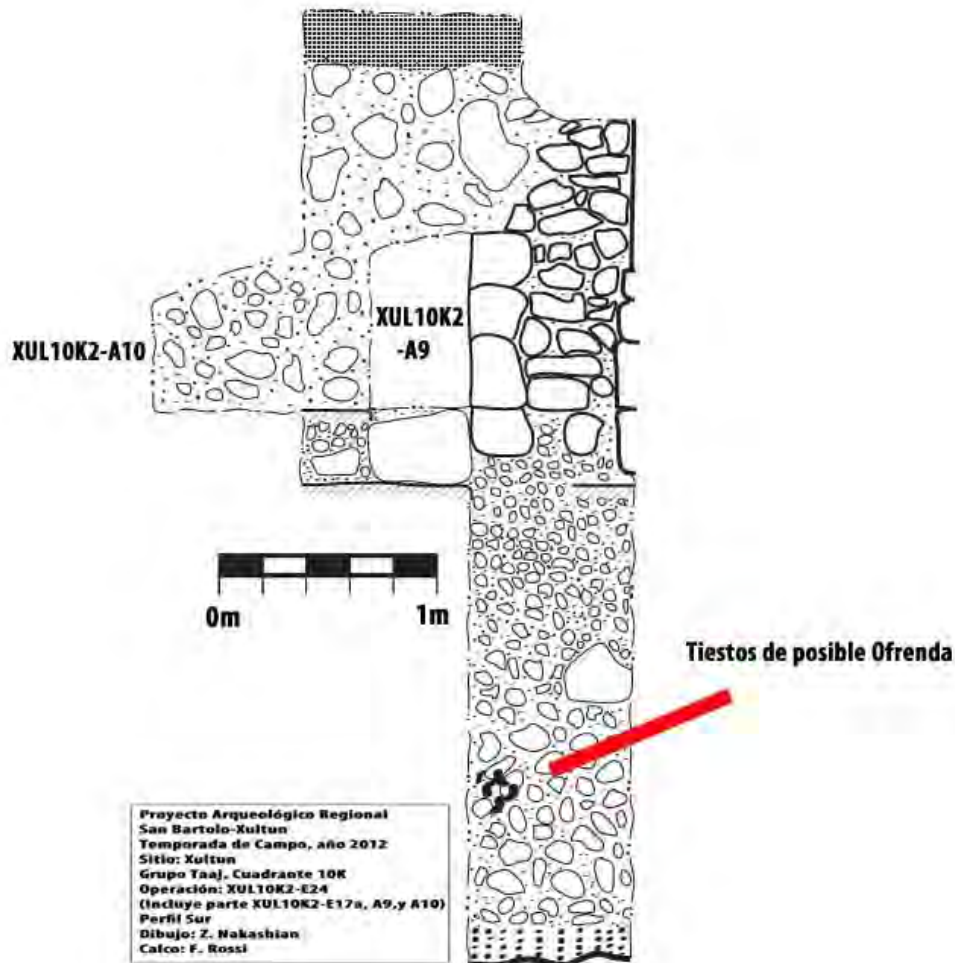 XUL10K2-A10
XUL10K2
-A9
0m
1m
Tiestos de posible Ofrenda
Proyecto Arqueológico Regional
San Bartolo-Xultun
Temporada de Campo, año 2012
Sitio: Xultun
Grupo Taaj, Cuadrante 10K
Operación: XUL10K2-E24
(Incluye parte XUL10K2-E17a, A9,y A10)
Perfil Sur
Dibujo: Z. Nakashian
Calco: F. Rossi